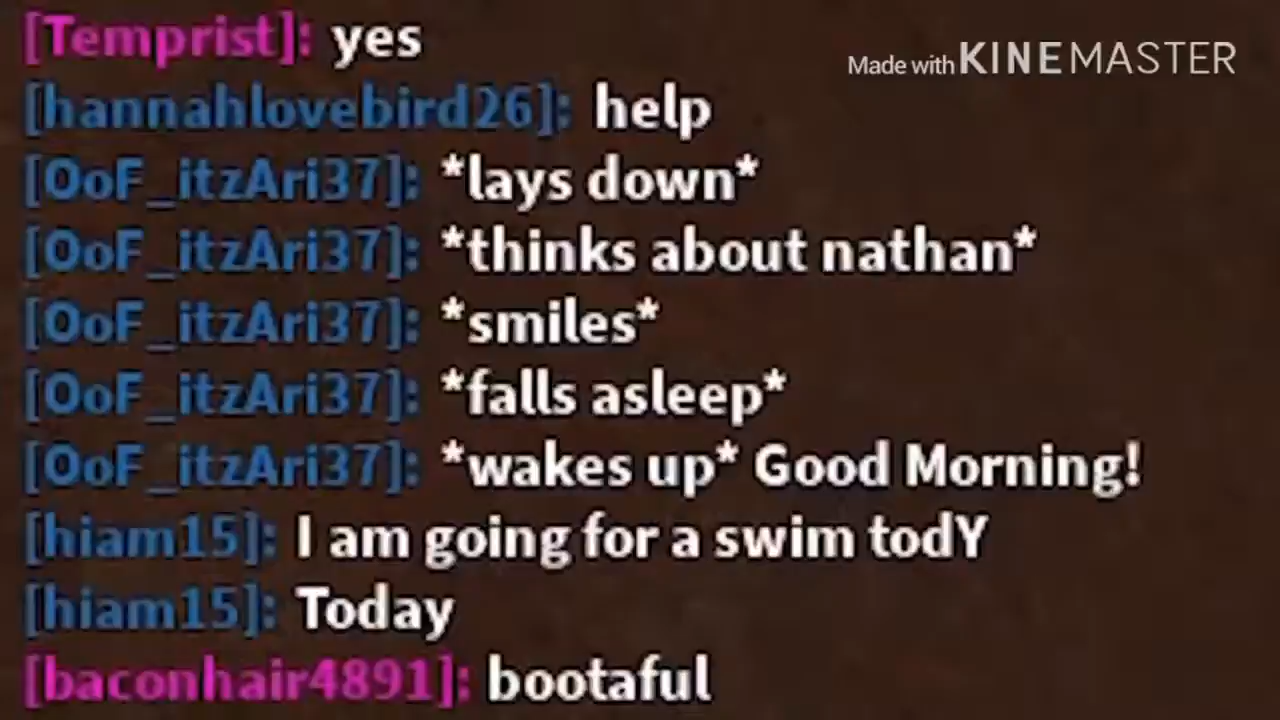 [Temprist]: yes
Made with KINEMASTER
[hannahlovebird26]: help
[OoF_itzAri37]: *lays down*
[OoF_itzAri37]: *thinks about nathan*
[OoF_itzAri37]: *smiles*
[OoF_itzAri37]: *falls asleep*
[OoF_itzAri37]: *wakes up* Good Morning!
[hiam15]: I am going for a swim todY
[hiam15]: Today
[baconhair4891]: bootaful